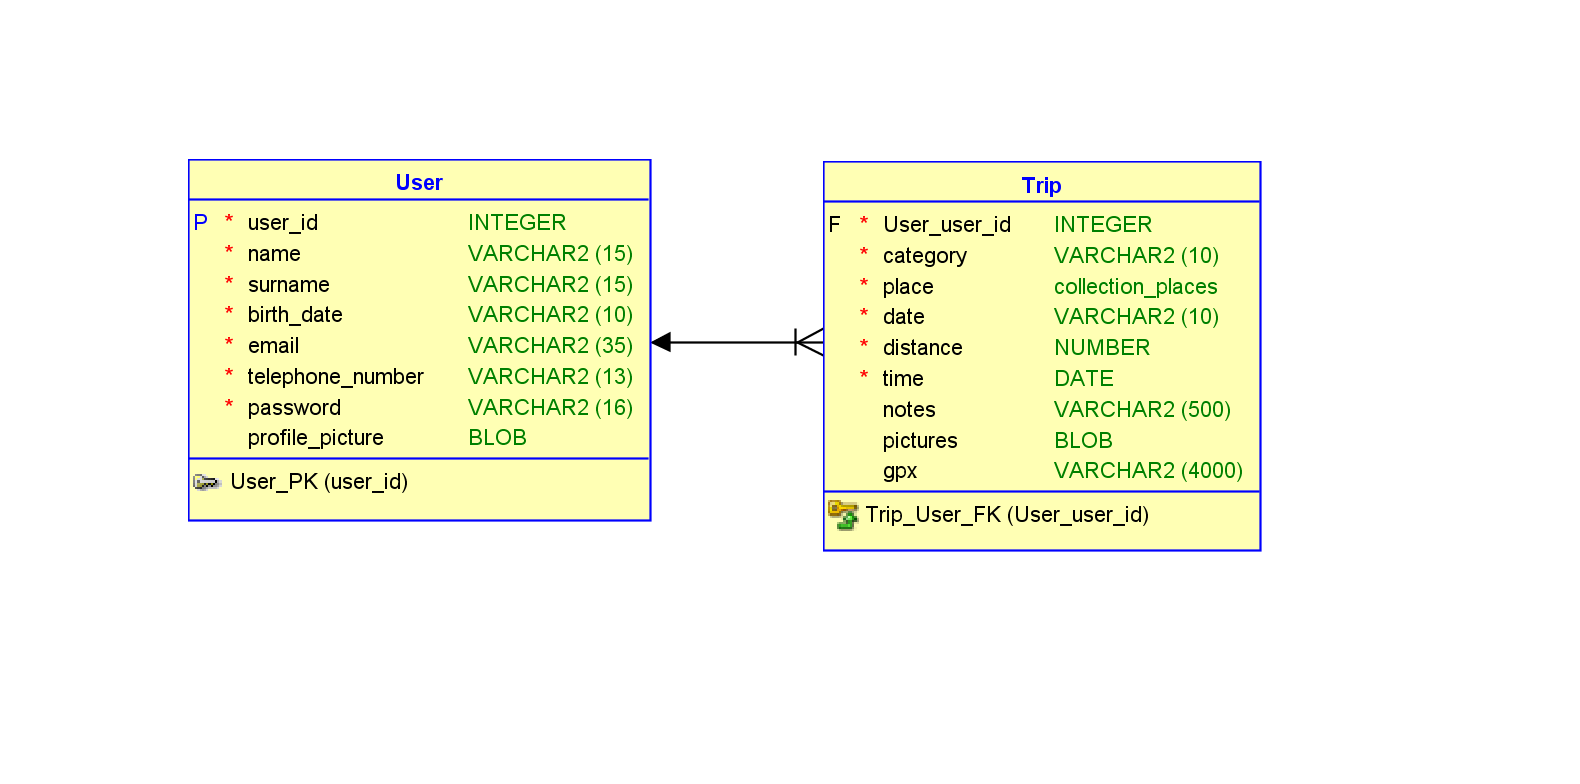 User
P * user_id INTEGER
* name VARCHAR2 (15)
* surname VARCHAR2 (15)
* birth_date VARCHAR2 (10)
* email VARCHAR2 (35)
* telephone_number VARCHAR2 (13)
* password VARCHAR2 (16)
profile_picture BLOB
User_PK (user_id)
Trip
F * User_user_id INTEGER
* category VARCHAR2 (10)
* place collection_places
* date VARCHAR2 (10)
* distance NUMBER
* time DATE
notes VARCHAR2 (500)
pictures BLOB
gpx VARCHAR2 (4000)
Trip_User_FK (User_user_id)